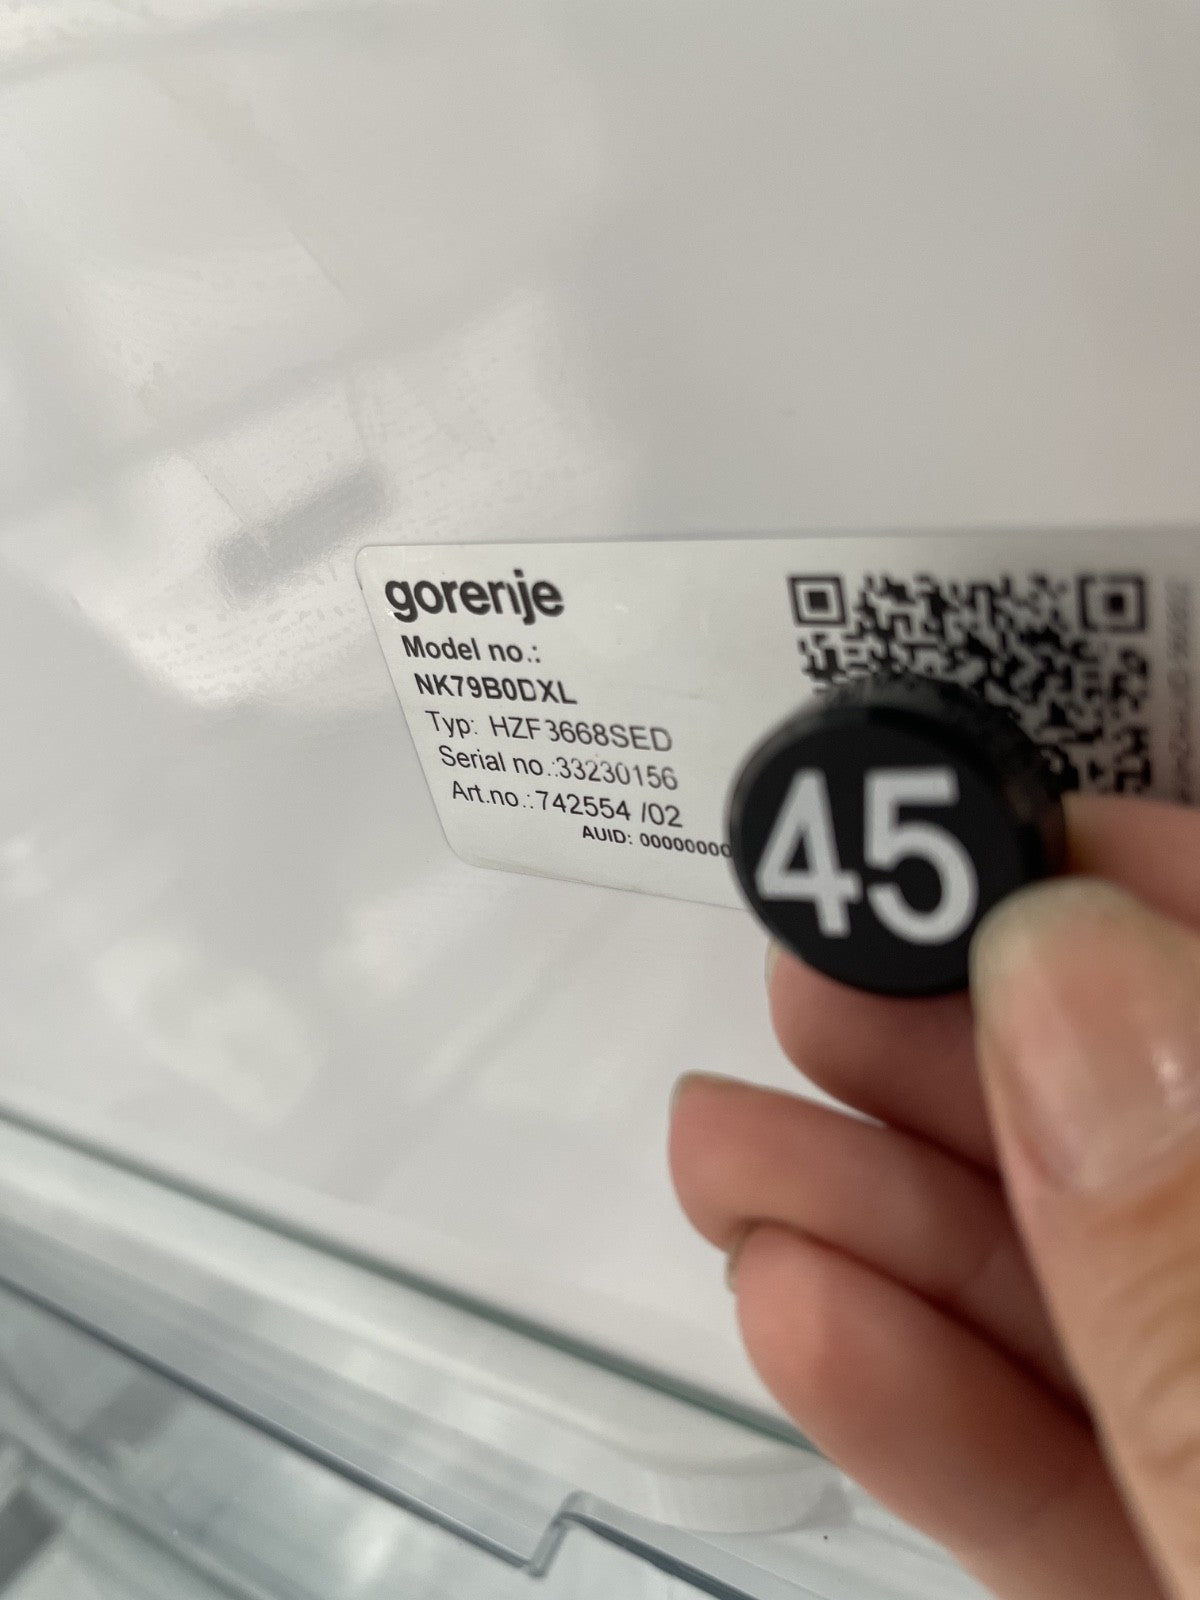 gorenje
Model no.:
NK79B0DXL
Typ: HZF3668SED
Serial no.:33230156
Art.no.:742554 /02
AUID: 00000000
45